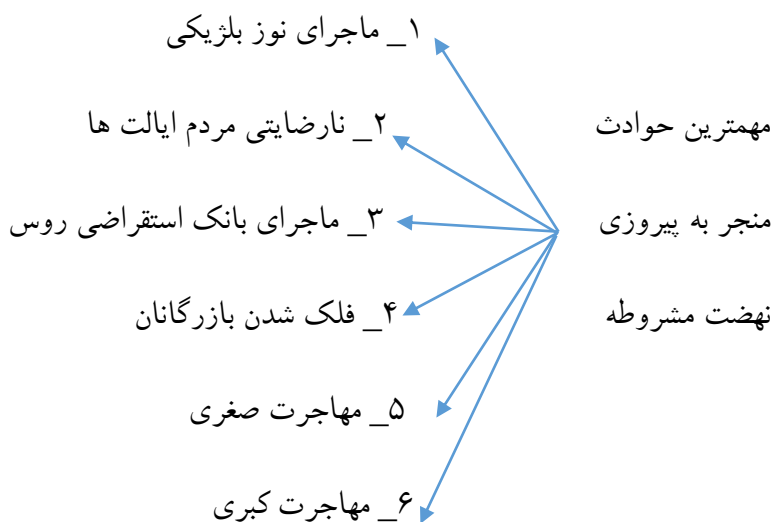 مهمترین حوادث
منجر به پیروزی
نهضت مشروطه
۱_ ماجرای نوز بلژیکی
۲_ نارضایتی مردم ایالت ها
۳_ ماجرای بانک استقراضی روس
۴_ فلک شدن بازرگانان
۵_ مهاجرت صغری
۶_ مهاجرت کبری